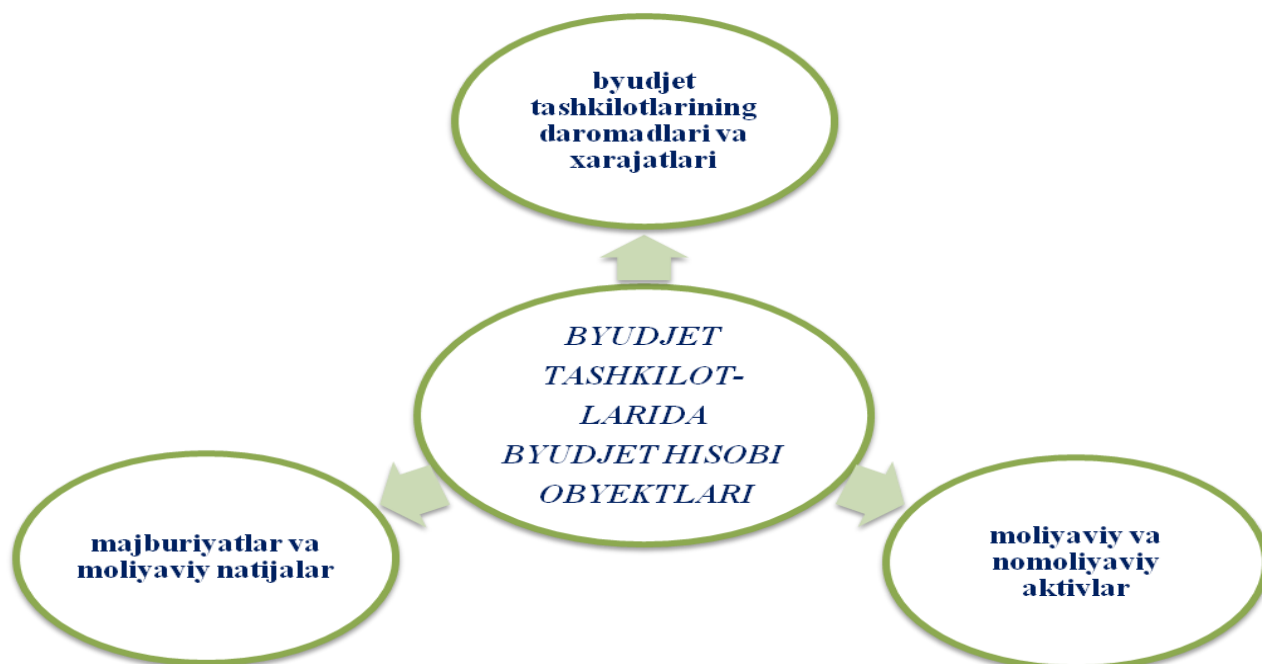 byudjet
tashkilotlarining
daromadlari va
xarajatlari
BYUDJET
TASHKILOT-
LARIDA
BYUDJET HISOBI
OBYEKTLARI
majburiyatlar va
moliyaviy natijalar
moliyaviy va
nomoliyaviy
aktivlar